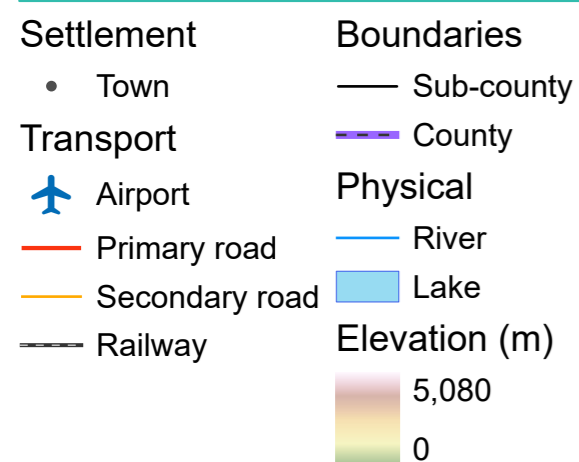 Settlement
Town
Transport
Airport
Primary road
Secondary road
Railway
Boundaries
Sub-county
County
Physical
River
Lake
Elevation (m)
5,080
0